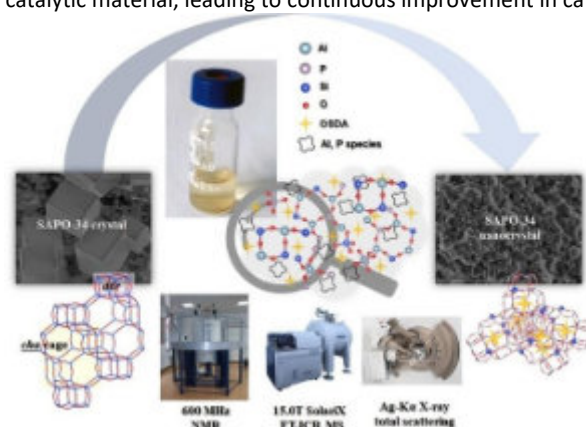 catalytic material, leading to continuous improvement in ca
Al
P
Si
O
OSDA
Al, P species
SAPO-34 crystal
SAPO-34
nanocrystal
d6r
cha cage
600 MHz
NMR
15.0T SolariX
FT-ICR MS
Ag-Kα X-ray
total scattering